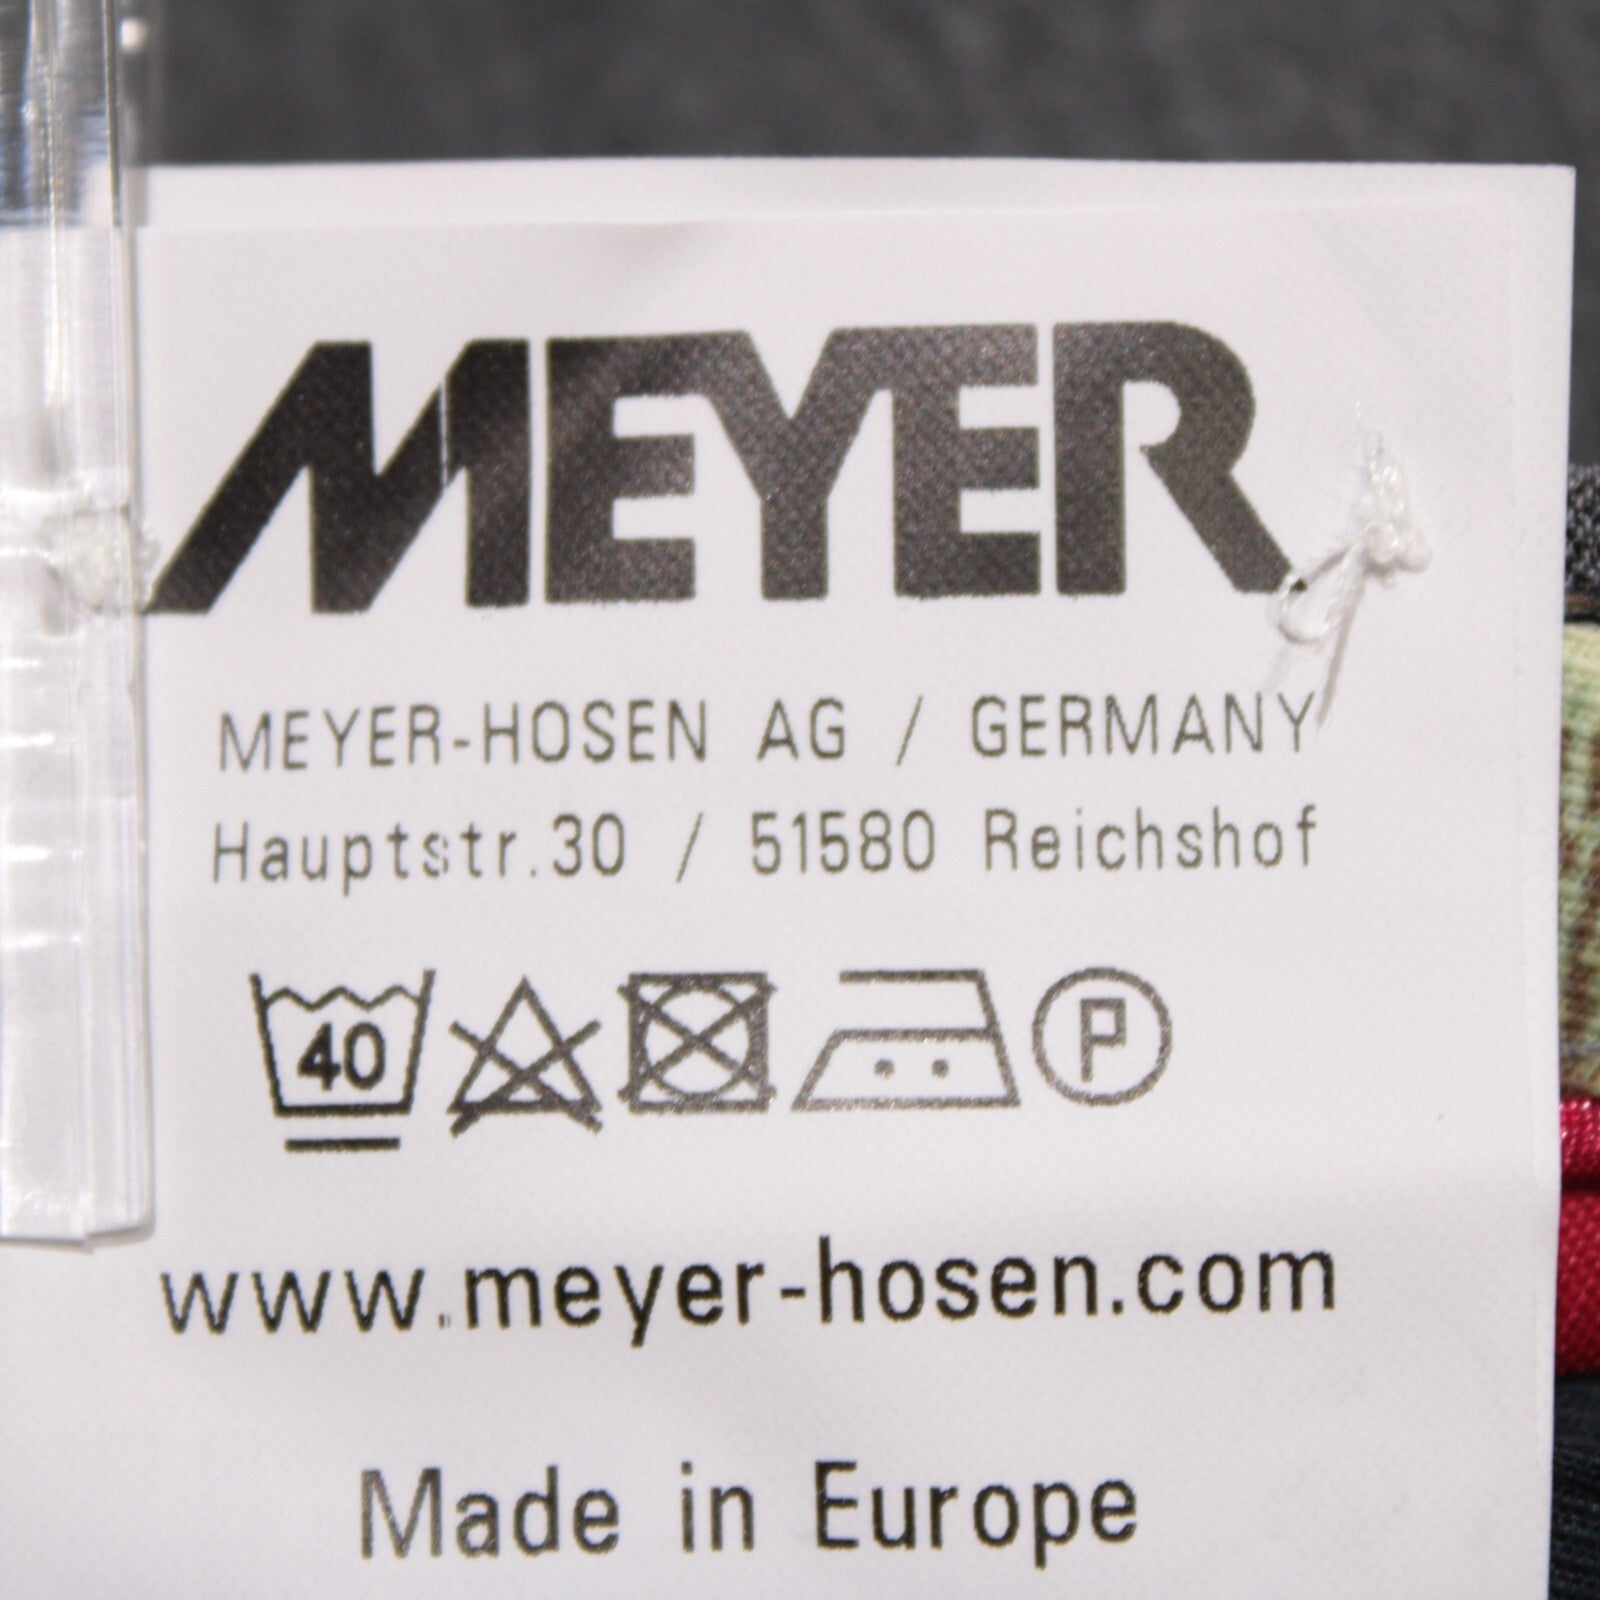 MEYER
MEYER-HOSEN AG / GERMANY
Hauptstr.30 / 51580 Reichshof
40 P
www.meyer-hosen.com
Made in Europe